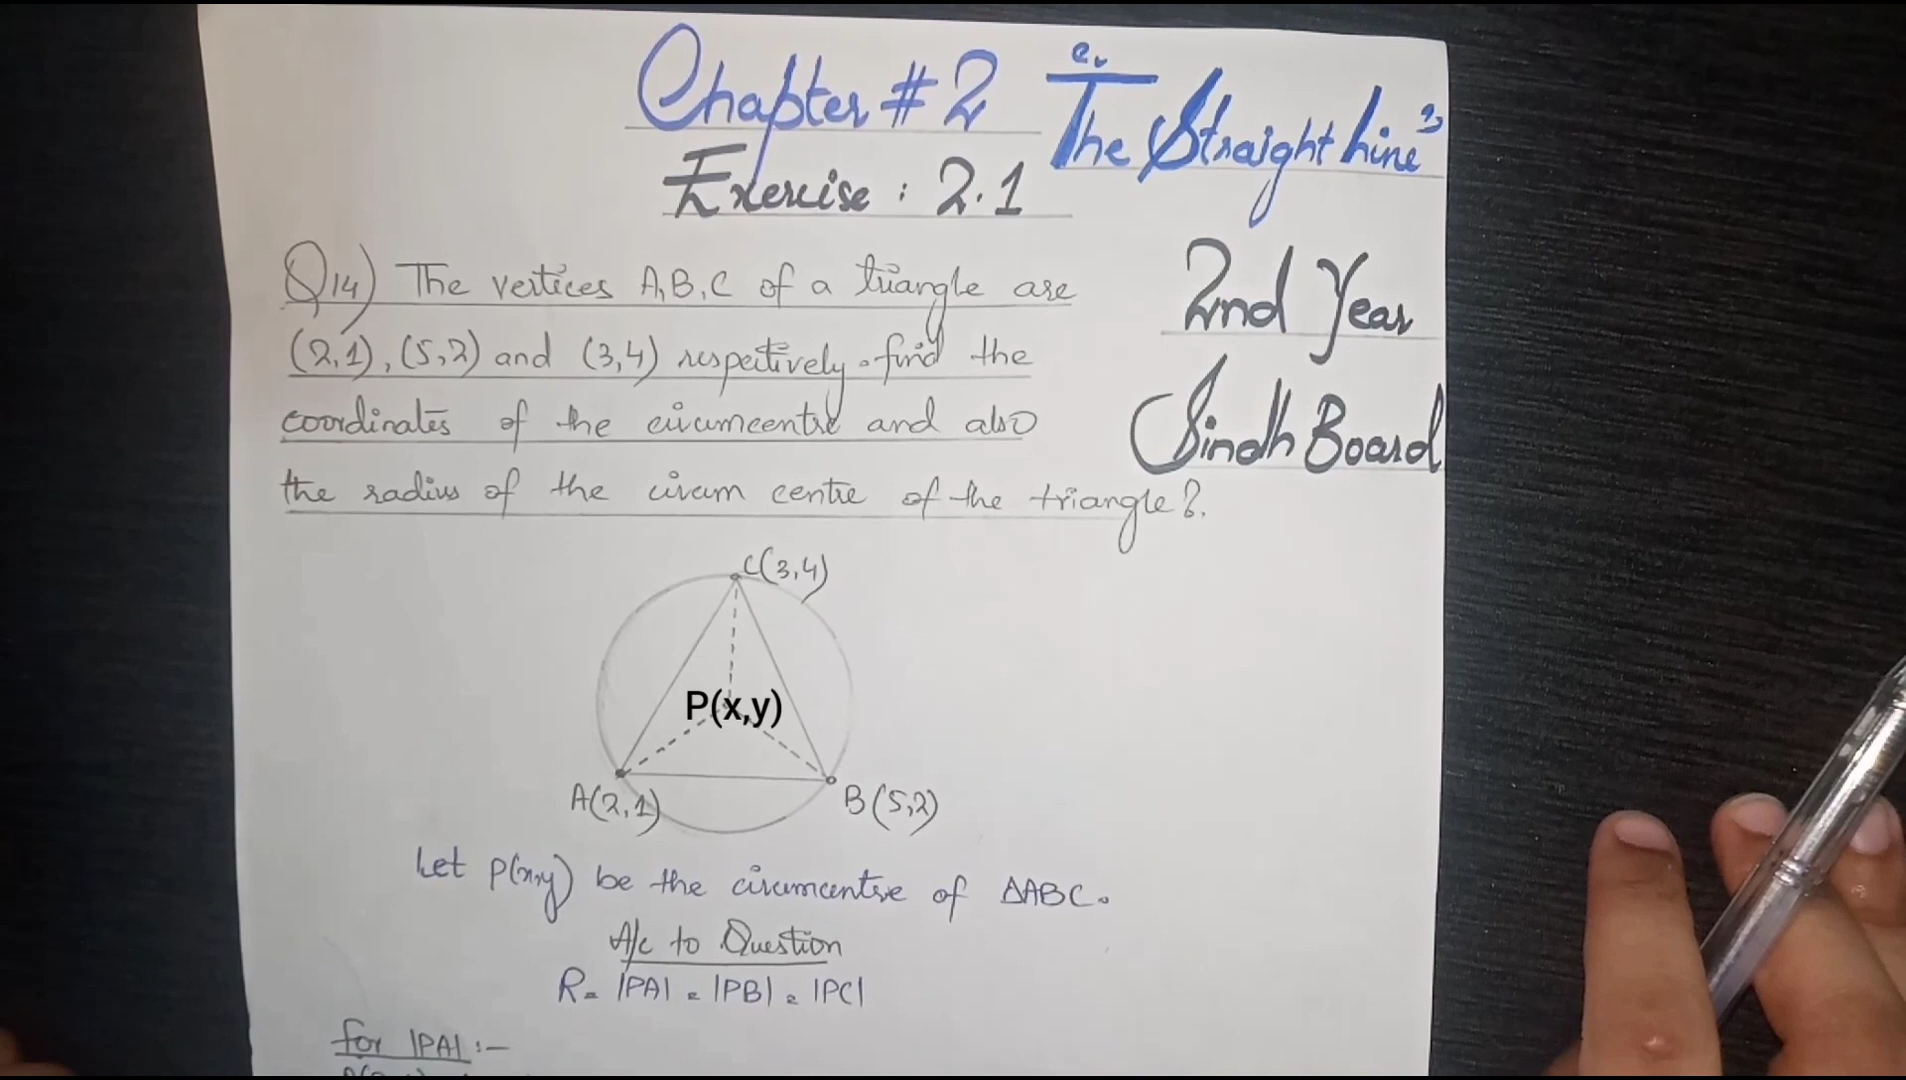 Chapter # 2 "The Straight Line"
Exercise : 2.1
2nd Year
Sindh Board
Q14) The vertices A,B,C of a triangle are
(2,1), (5,2) and (3,4) respectively. find the
coordinates of the circumcentre and also
the radius of the circum centre of the triangle?.
C(3,4)
P(x,y)
A(2,1)
B(5,2)
Let P(x,y) be the circumcentre of ΔABC.
A/c to Question
R = |PA| = |PB| = |PC|
for |PA| :-